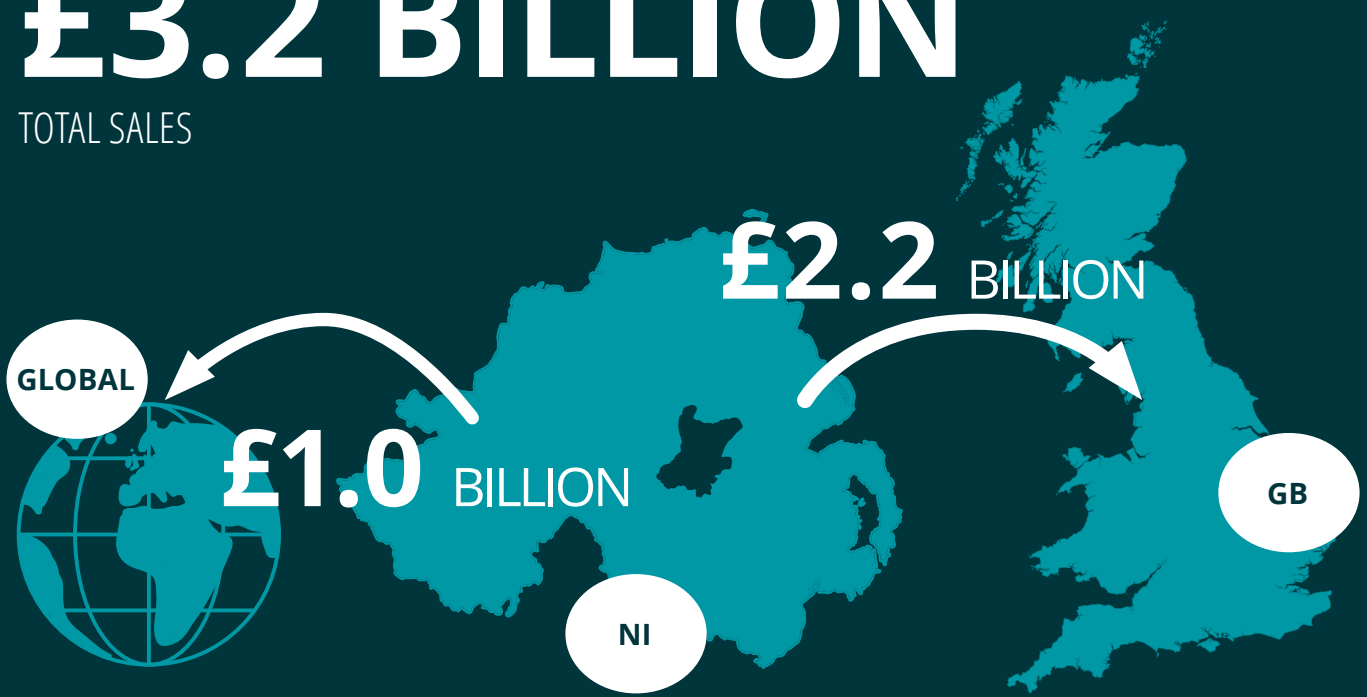 £3.2 BILLION
TOTAL SALES
£2.2 BILLION
GLOBAL
£1.0 BILLION
GB
NI